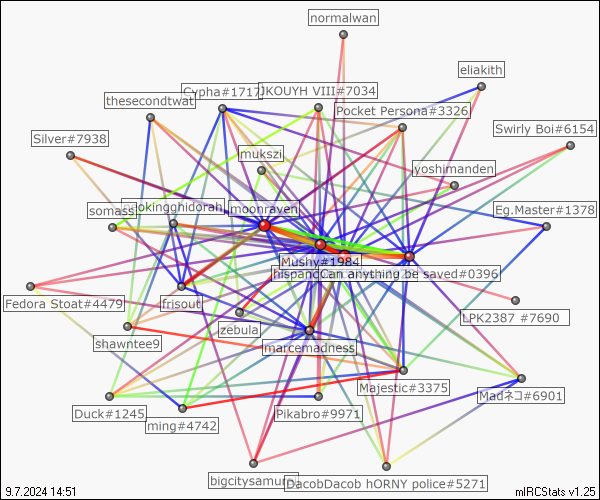 normalwan
eliakith
Cypha#1717
JKOUYH VIII#7034
thesecondtwat
Pocket Persona#3326
Silver#7938
Swirly Boi#6154
mukszi
yoshimanden
somass
gookingghidorah
moonraven
Eg.Master#1378
Mushy#1984
hispano
Can anything be saved#0396
Fedora Stoat#4479
frisout
LPK2387 #7690
zebula
shawntee9
marcemadness
Majestic#3375
Madネコ#6901
Duck#1245
Pikabro#9971
ming#4742
bigcitysamurai
DacobDacob hORNY police#5271
9.7.2024 14:51
mIRCStats v1.25